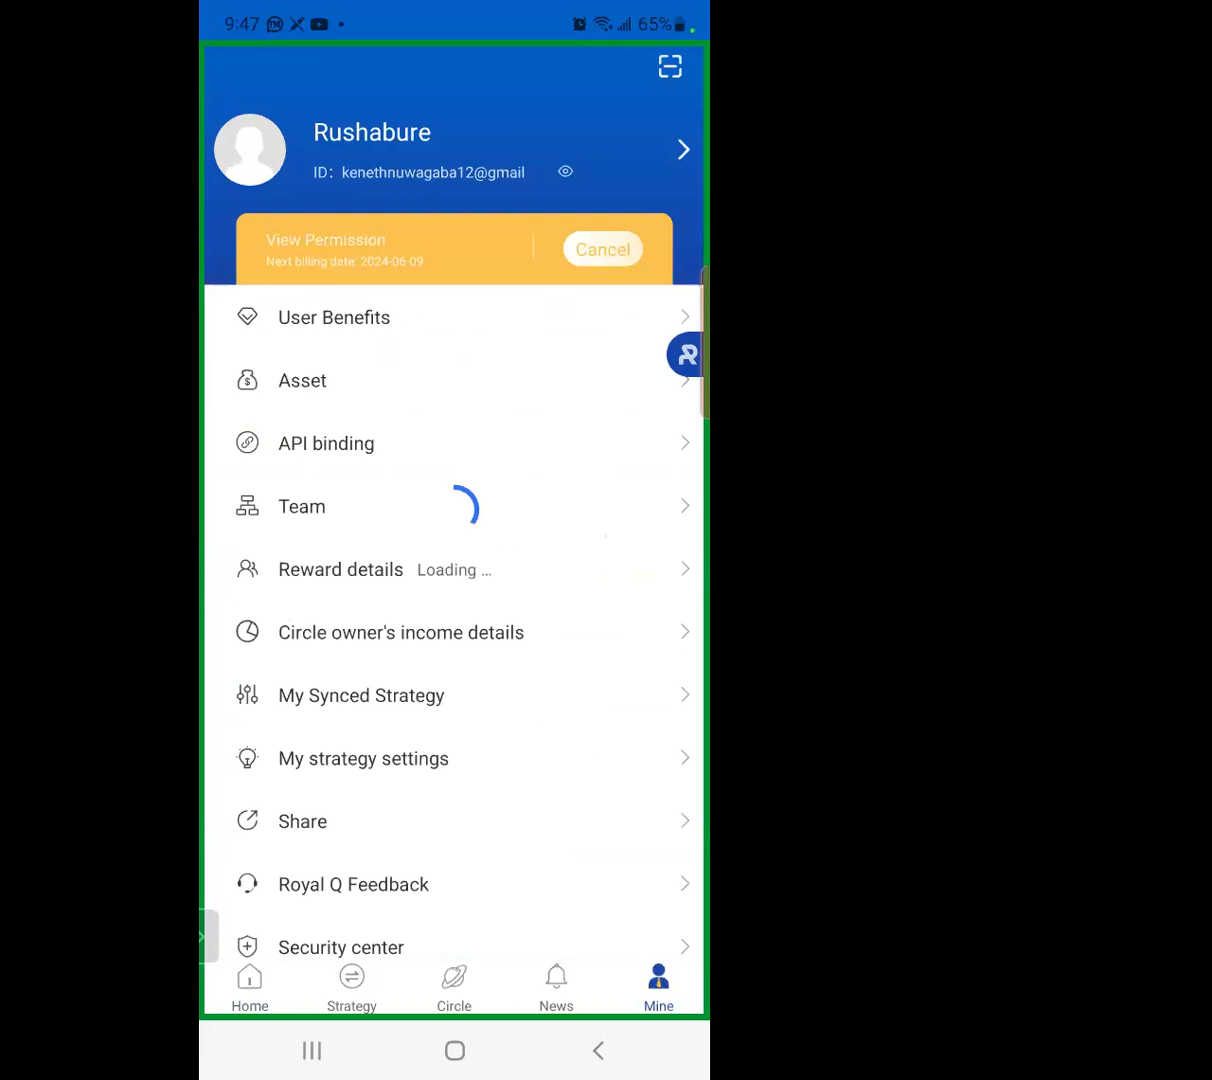 9:47 65%
Rushabure
ID: kenethnuwagaba12@gmail
View Permission
Next billing date: 2024-06-09
Cancel
User Benefits
Asset
API binding
Team
Reward details
Loading ...
Circle owner's income details
My Synced Strategy
My strategy settings
Share
Royal Q Feedback
Security center
Home Strategy Circle News Mine